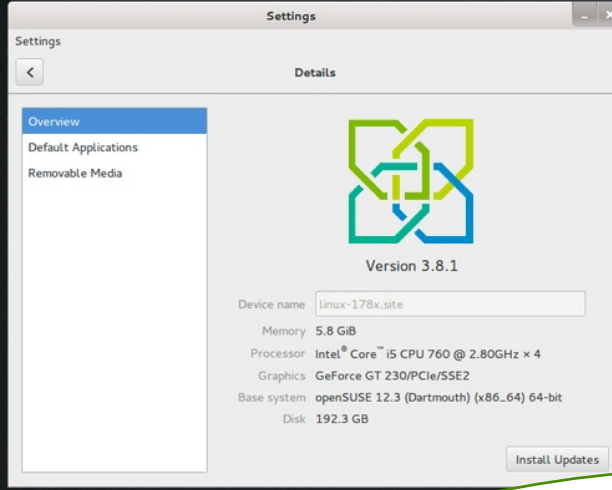 Settings
Settings
Details
Overview
Default Applications
Removable Media
Version 3.8.1
Device name linux-178x.site
Memory 5.8 GiB
Processor Intel® Core™ i5 CPU 760 @ 2.80GHz × 4
Graphics GeForce GT 230/PCIe/SSE2
Base system openSUSE 12.3 (Dartmouth) (x86_64) 64-bit
Disk 192.3 GB
Install Updates